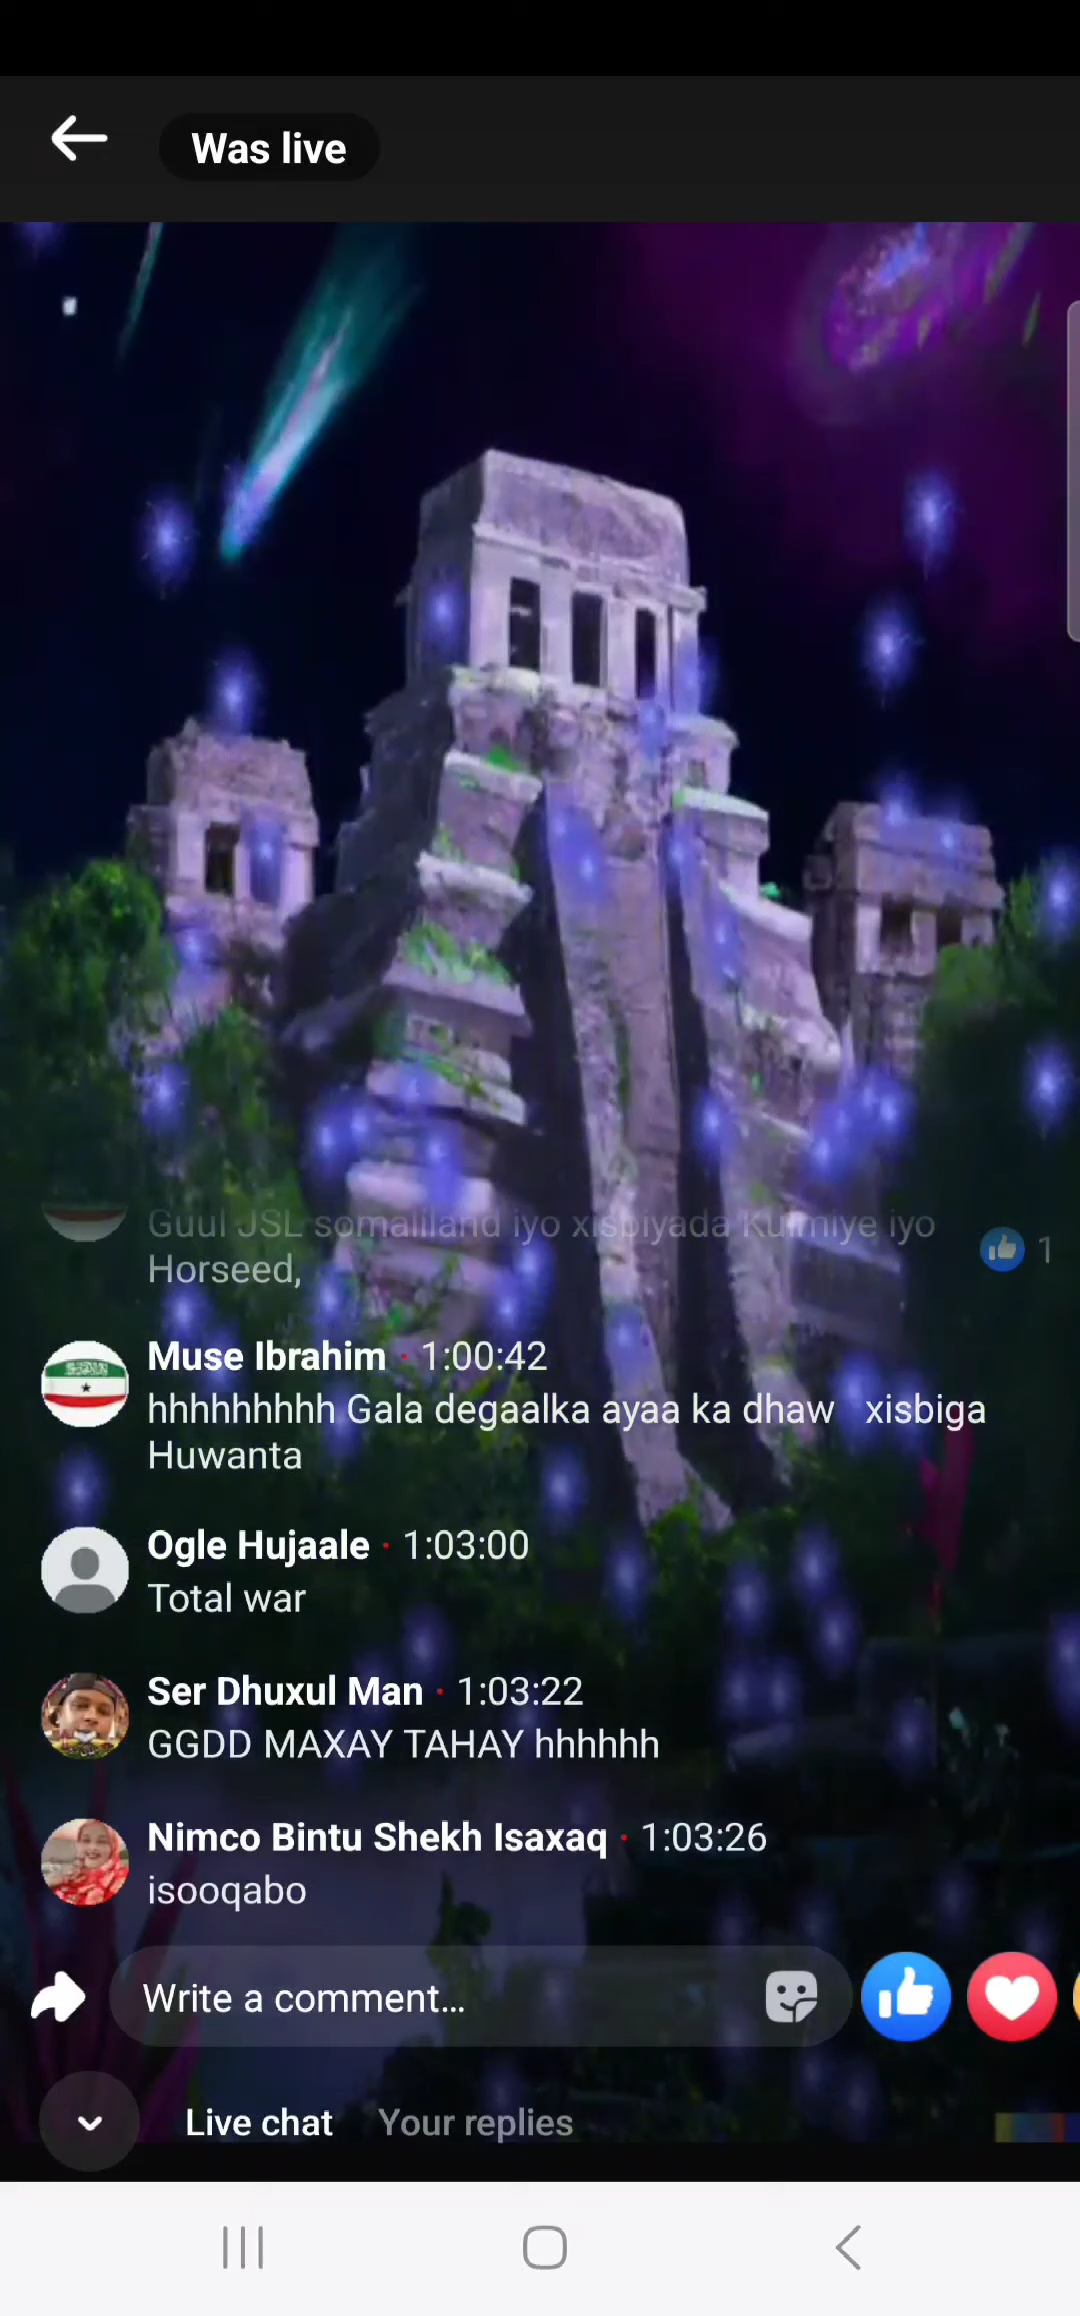 Was live
Guul JSL somaliland iyo xisbiyada Kulmiye iyo
Horseed,
1
Muse Ibrahim · 1:00:42
hhhhhhhhh Gala degaalka ayaa ka dhaw xisbiga
Huwanta
Ogle Hujaale · 1:03:00
Total war
Ser Dhuxul Man · 1:03:22
GGDD MAXAY TAHAY hhhhhh
Nimco Bintu Shekh Isaxaq · 1:03:26
isooqabo
Write a comment...
Live chat Your replies